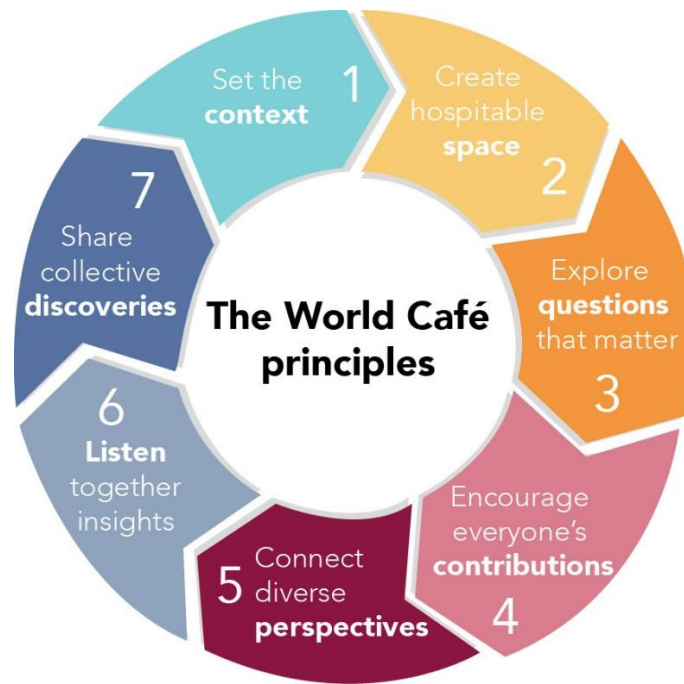 The World Café
principles
1
Set the
context
2
Create
hospitable
space
3
Explore
questions
that matter
4
Encourage
everyone's
contributions
5
Connect
diverse
perspectives
6
Listen
together
insights
7
Share
collective
discoveries